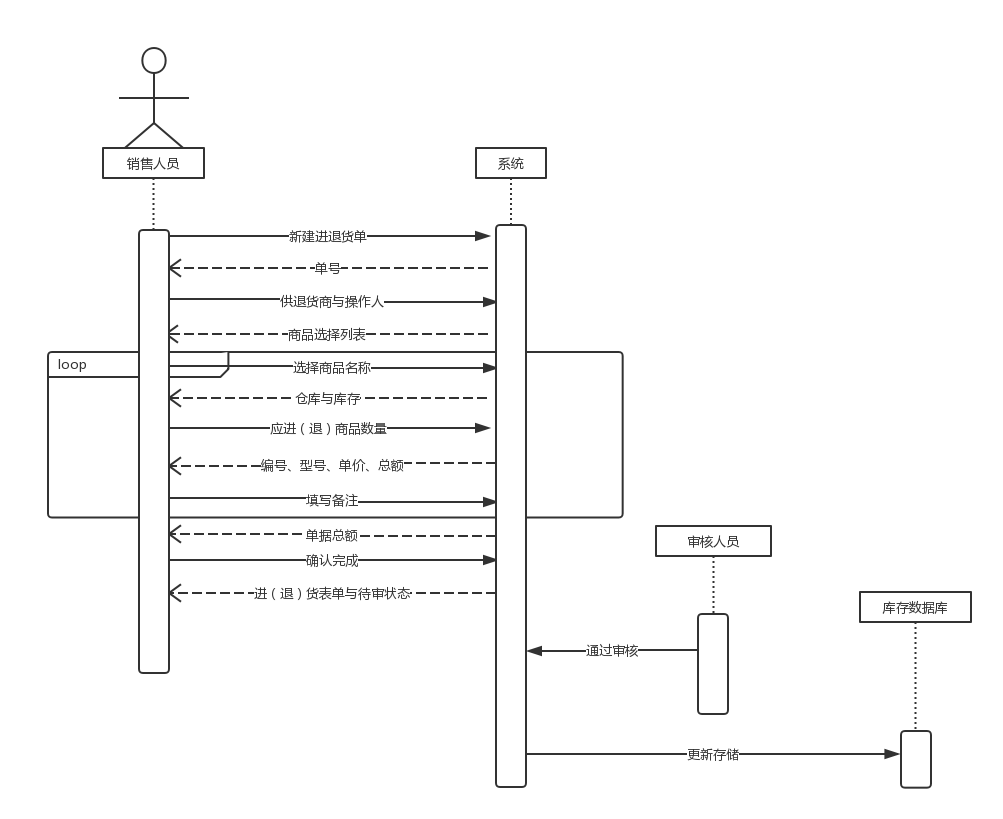 销售人员
系统
新建进退货单
单号
供退货商与操作人
商品选择列表
loop
选择商品名称
仓库与库存
应进（退）商品数量
编号、型号、单价、总额
填写备注
单据总额
审核人员
确认完成
进（退）货表单与待审状态
库存数据库
通过审核
更新存储